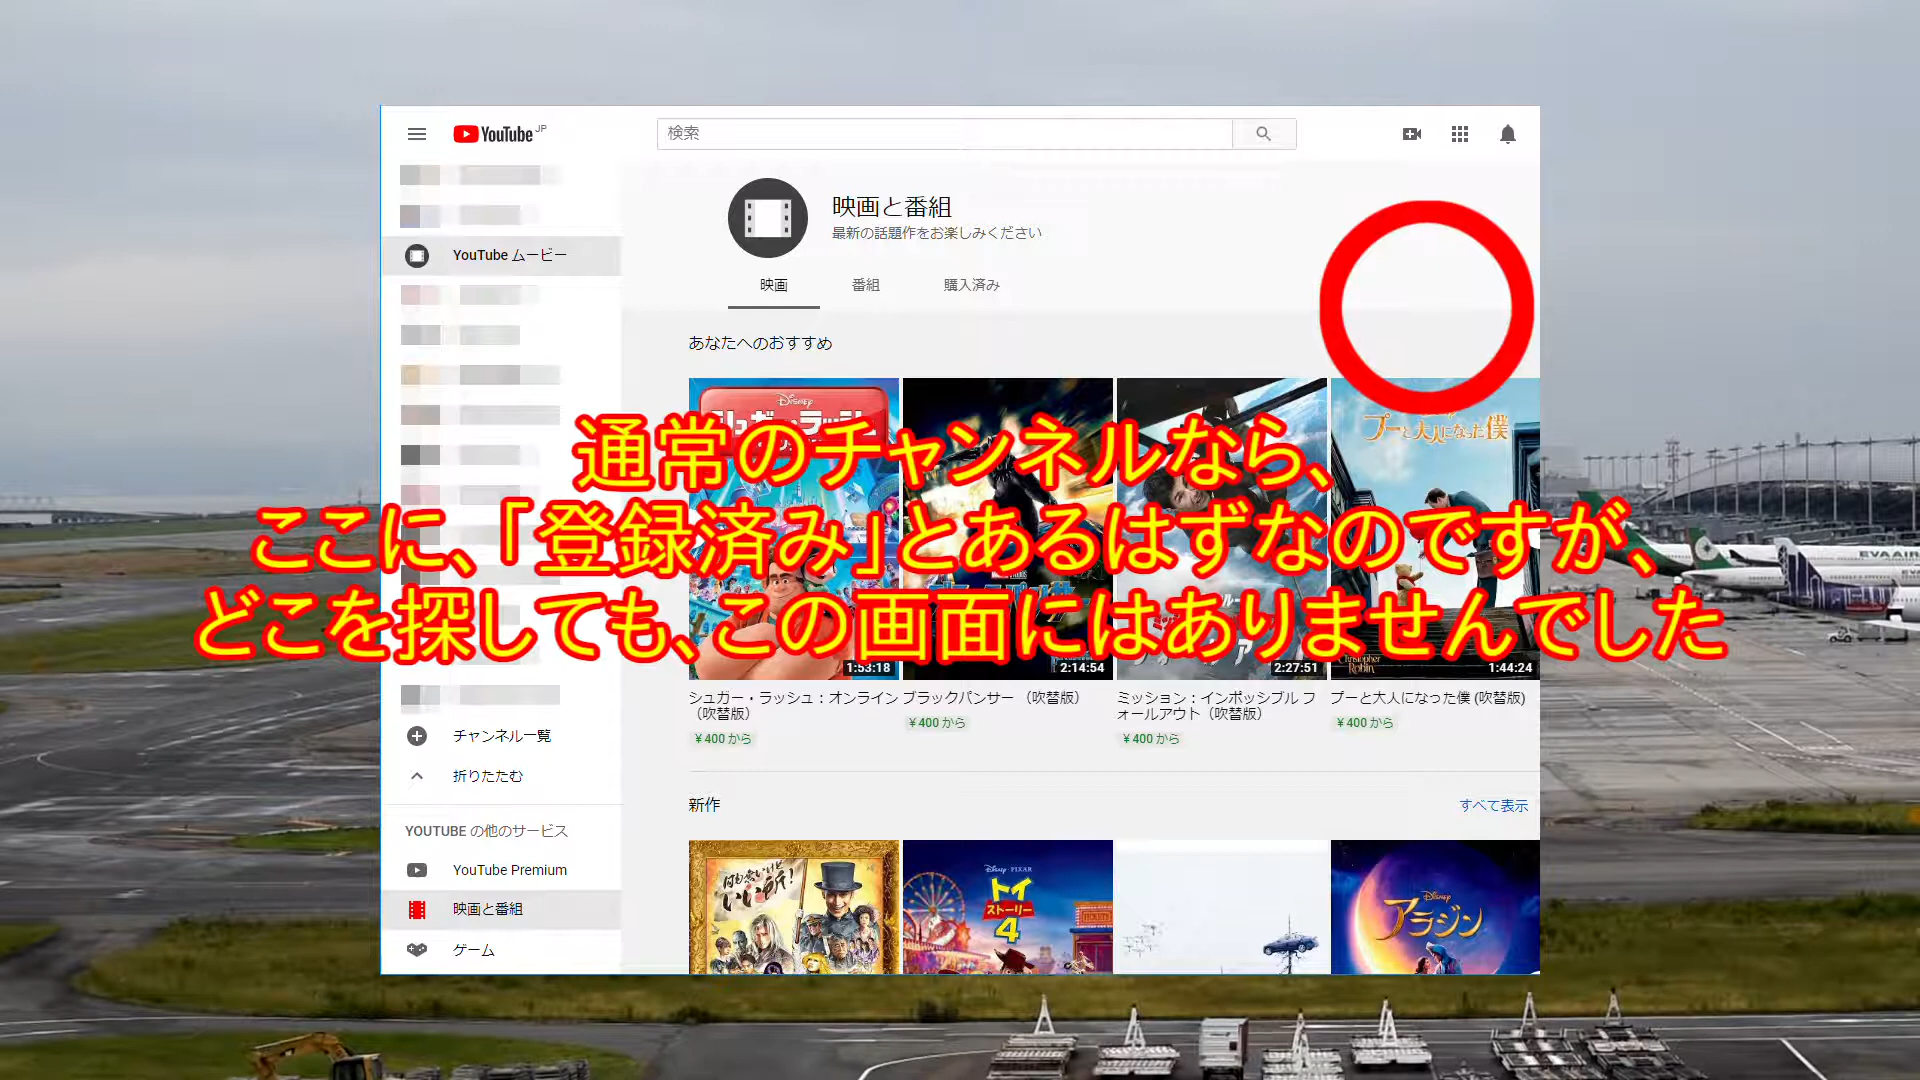 YouTube JP
検索
YouTube ムービー
チャンネル一覧
折りたたむ
YOUTUBE の他のサービス
YouTube Premium
映画と番組
ゲーム
映画と番組
最新の話題作をお楽しみください
映画 番組 購入済み
あなたへのおすすめ
Disney
プーと大人になった僕
通常のチャンネルなら、
ここに、「登録済み」とあるはずなのですが、
どこを探しても、この画面にはありませんでした
Christopher Robin
1:53:18 2:14:54 2:27:51 1:44:24
シュガー・ラッシュ：オンライン（吹替版）
￥400 から
ブラックパンサー （吹替版）
￥400 から
ミッション：インポッシブル フォールアウト（吹替版）
￥400 から
プーと大人になった僕 (吹替版)
￥400 から
新作 すべて表示
Disney PIXAR
トイ
ストーリー
4
Disney
アラジン
EVA AIR